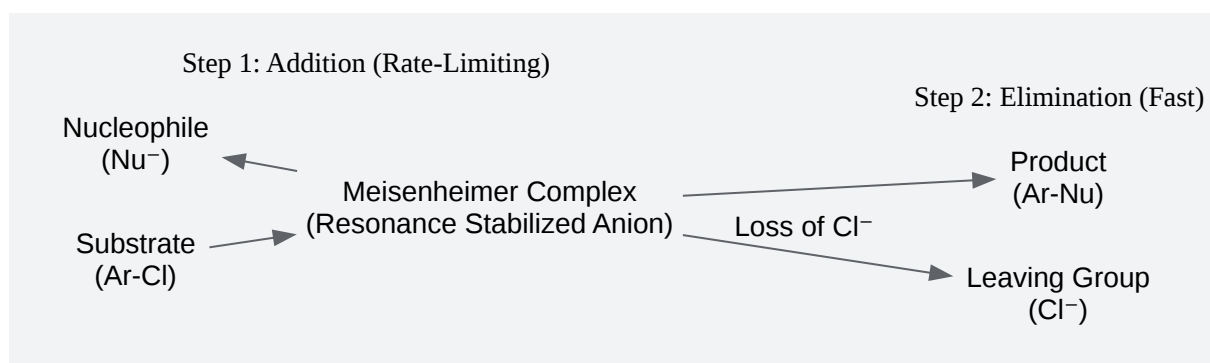 Step 1: Addition (Rate-Limiting)
Step 2: Elimination (Fast)
Nucleophile
(Nu⁻)
Substrate
(Ar-Cl)
Meisenheimer Complex
(Resonance Stabilized Anion)
Loss of Cl⁻
Product
(Ar-Nu)
Leaving Group
(Cl⁻)